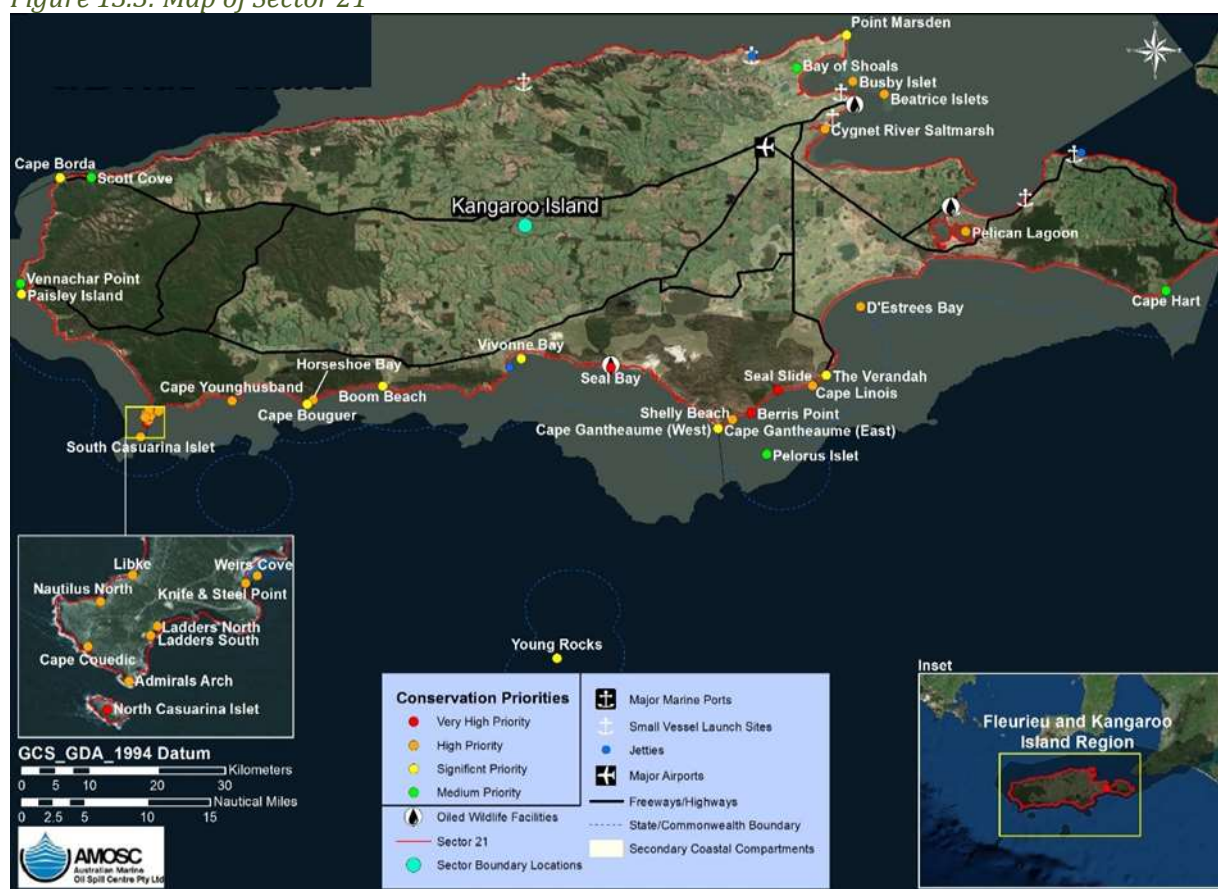 Figure 15.3: Map of Sector 21
Point Marsden
Bay of Shoals
Busby Islet
Beatrice Islets
Cygnet River Saltmarsh
Cape Borda
Scott Cove
Kangaroo Island
Pelican Lagoon
Vennachar Point
Paisley Island
D'Estrees Bay
Cape Hart
Vivonne Bay
Horseshoe Bay
Seal Bay
Seal Slide
The Verandah
Cape Younghusband
Boom Beach
Cape Linois
Cape Bouguer
Shelly Beach
Berris Point
Cape Gantheaume (West)
Cape Gantheaume (East)
South Casuarina Islet
Pelorus Islet
Libke
Weirs Cove
Nautilus North
Knife & Steel Point
Ladders North
Ladders South
Cape Couedic
Admirals Arch
North Casuarina Islet
Young Rocks
GCS_GDA_1994 Datum
Kilometers
0 5 10 20 30
Nautical Miles
0 2.5 5 10 15
AMOSC
Australian Marine
Oil Spill Centre Pty Ltd
Conservation Priorities
Very High Priority
High Priority
Significnt Priority
Medium Priority
Oiled Wildlife Facilities
Sector 21
Sector Boundary Locations
Major Marine Ports
Small Vessel Launch Sites
Jetties
Major Airports
Freeways/Highways
State/Commonwealth Boundary
Secondary Coastal Compartments
Inset
Fleurieu and Kangaroo
Island Region